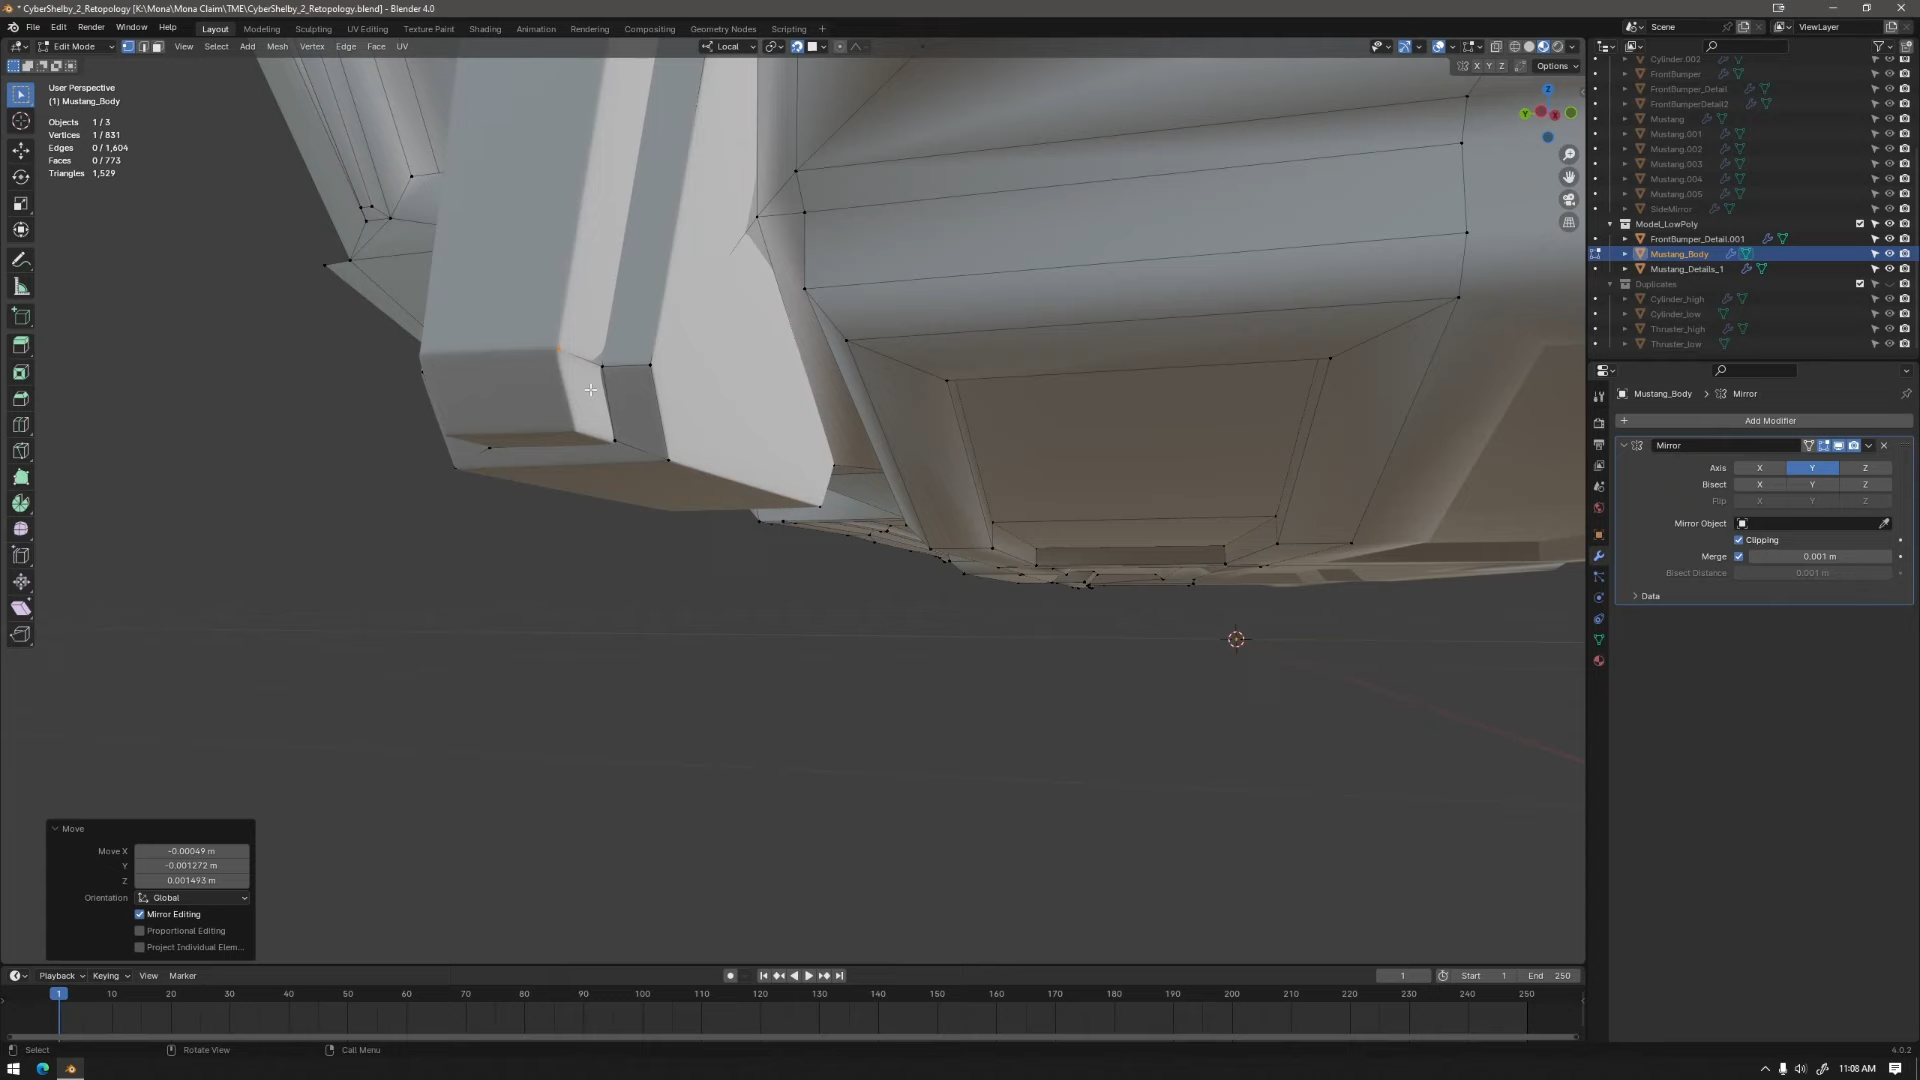 * CyberShelby_2_Retopology [K:\Mona\Mona Claim\TME\CyberShelby_2_Retopology.blend] - Blender 4.0
File Edit Render Window Help Layout Modeling Sculpting UV Editing Texture Paint Shading Animation Rendering Compositing Geometry Nodes Scripting + Scene ViewLayer
Edit Mode View Select Add Mesh Vertex Edge Face UV Local
X Y Z Options
User Perspective
(1) Mustang_Body
Objects 1 / 3
Vertices 1 / 831
Edges 0 / 1,604
Faces 0 / 773
Triangles 1,529
Z
Y
X
Cylinder.002
FrontBumper
FrontBumper_Detail
FrontBumperDetail2
Mustang
Mustang.001
Mustang.002
Mustang.003
Mustang.004
Mustang.005
SideMirror
Model_LowPoly
FrontBumper_Detail.001
Mustang_Body
Mustang_Details_1
Duplicates
Cylinder_high
Cylinder_low
Thruster_high
Thruster_low
Mustang_Body > Mirror
+ Add Modifier
Mirror
Axis X Y Z
Bisect X Y Z
Flip X Y Z
Mirror Object
Clipping
Merge 0.001 m
Bisect Distance 0.001 m
Data
Move
Move X -0.00049 m
Y -0.001272 m
Z 0.001493 m
Orientation Global
Mirror Editing
Proportional Editing
Project Individual Elem...
Playback Keying View Marker 1 Start 1 End 250
1 10 20 30 40 50 60 70 80 90 100 110 120 130 140 150 160 170 180 190 200 210 220 230 240 250
Select Rotate View Call Menu 4.0.2
11:08 AM